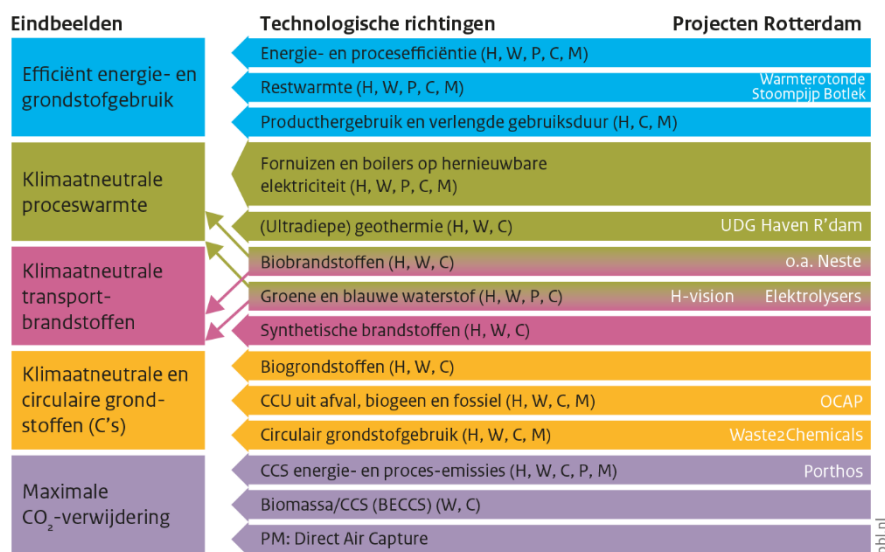 Eindbeelden
Technologische richtingen
Projecten Rotterdam
Efficiënt energie- en
grondstofgebruik
Energie- en procesefficiëntie (H, W, P, C, M)
Restwarmte (H, W, P, C, M)
Warmterotonde
Stoompijp Botlek
Producthergebruik en verlengde gebruiksduur (H, C, M)
Klimaatneutrale
proceswarmte
Fornuizen en boilers op hernieuwbare
elektriciteit (H, W, P, C, M)
(Ultradiepe) geothermie (H, W, C)
UDG Haven R'dam
Klimaatneutrale
transport-
brandstoffen
Biobrandstoffen (H, W, C)
o.a. Neste
Groene en blauwe waterstof (H, W, P, C)
H-vision
Elektrolysers
Synthetische brandstoffen (H, W, C)
Klimaatneutrale en
circulaire grond-
stoffen (C's)
Biogrondstoffen (H, W, C)
CCU uit afval, biogeen en fossiel (H, W, C, M)
OCAP
Circulair grondstofgebruik (H, W, C, M)
Waste2Chemicals
Maximale
CO₂-verwijdering
CCS energie- en proces-emissies (H, W, C, P, M)
Porthos
Biomassa/CCS (BECCS) (W, C)
PM: Direct Air Capture
pbl.nl